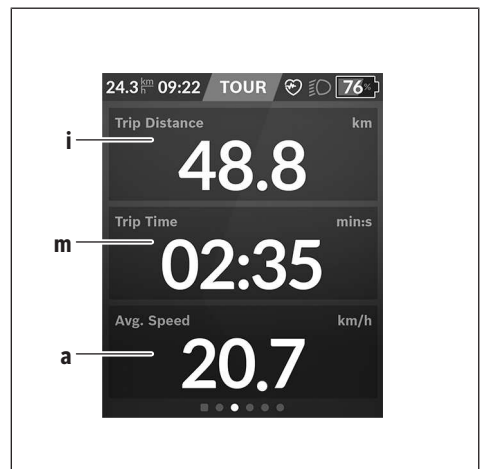 24.3 km/h 09:22 TOUR 76%
Trip Distance km
i
48.8
Trip Time min:s
m
02:35
Avg. Speed km/h
a
20.7